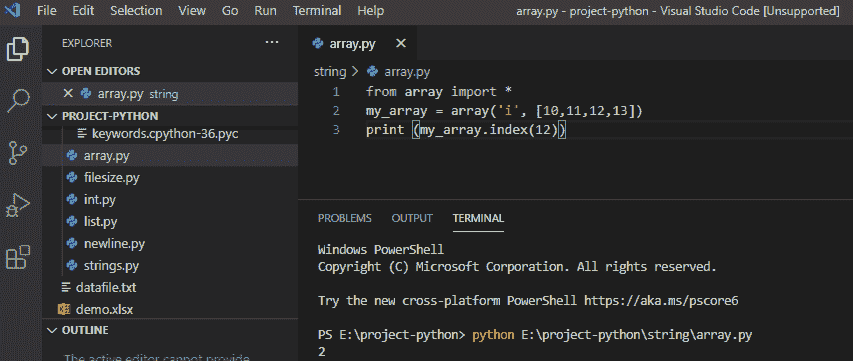 File Edit Selection View Go Run Terminal Help array.py - project-python - Visual Studio Code [Unsupported]
EXPLORER ...
OPEN EDITORS
array.py string
PROJECT-PYTHON
keywords.cpython-36.pyc
array.py
filesize.py
int.py
list.py
newline.py
strings.py
datafile.txt
demo.xlsx
OUTLINE
The active editor cannot provide
array.py
string > array.py
1 from array import *
2 my_array = array('i', [10,11,12,13])
3 print (my_array.index(12))
PROBLEMS OUTPUT TERMINAL
Windows PowerShell
Copyright (C) Microsoft Corporation. All rights reserved.
Try the new cross-platform PowerShell https://aka.ms/pscore6
PS E:\project-python> python E:\project-python\string\array.py
2